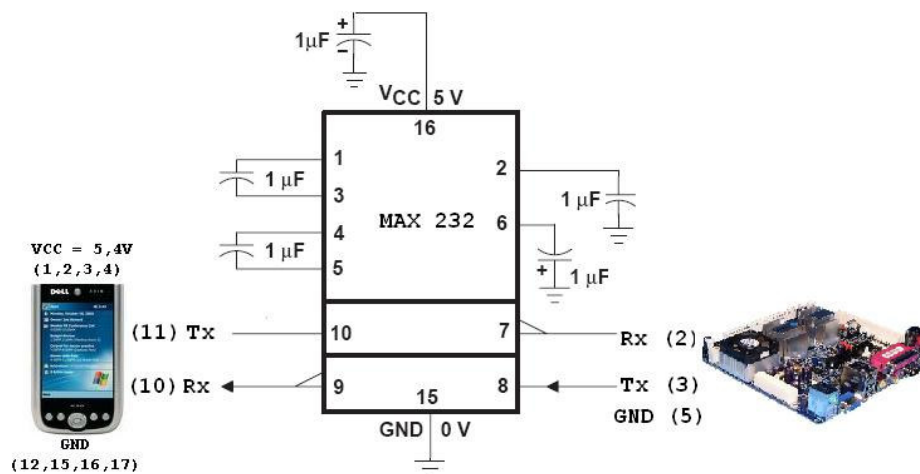 +
1µF
−
VCC 5 V
16
1
1 µF
3
2
1 µF
MAX 232
6
4
1 µF
5
+
1 µF
VCC = 5,4V
(1,2,3,4)
DELL
(11) Tx
10
7
Rx (2)
(10) Rx
9
8
Tx (3)
15
GND (5)
GND
0 V
GND
(12,15,16,17)